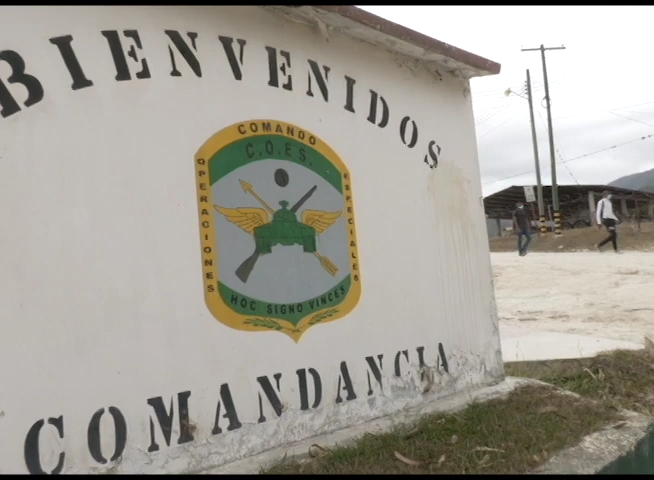 BIENVENIDOS
COMANDO
C.O.E.S.
OPERACIONES
ESPECIALES
HOC SIGNO VINCES
COMANDANCIA